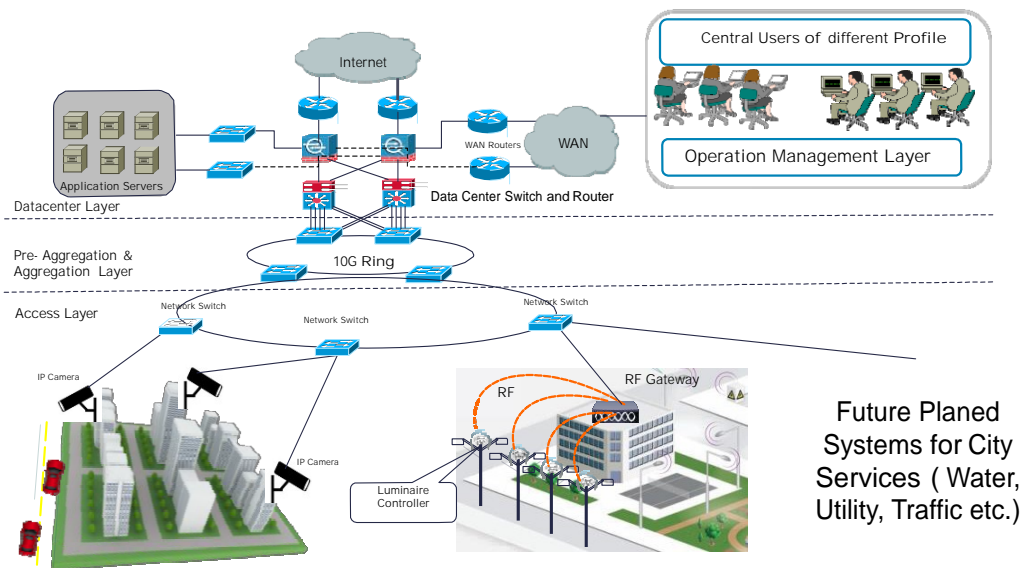 Internet
Central Users of different Profile
Operation Management Layer
WAN Routers
WAN
Application Servers
Data Center Switch and Router
Datacenter Layer
Pre- Aggregation &
Aggregation Layer
10G Ring
Access Layer
Network Switch
Network Switch
Network Switch
IP Camera
IP Camera
RF
RF Gateway
Luminaire
Controller
Future Planed
Systems for City
Services ( Water,
Utility, Traffic etc.)